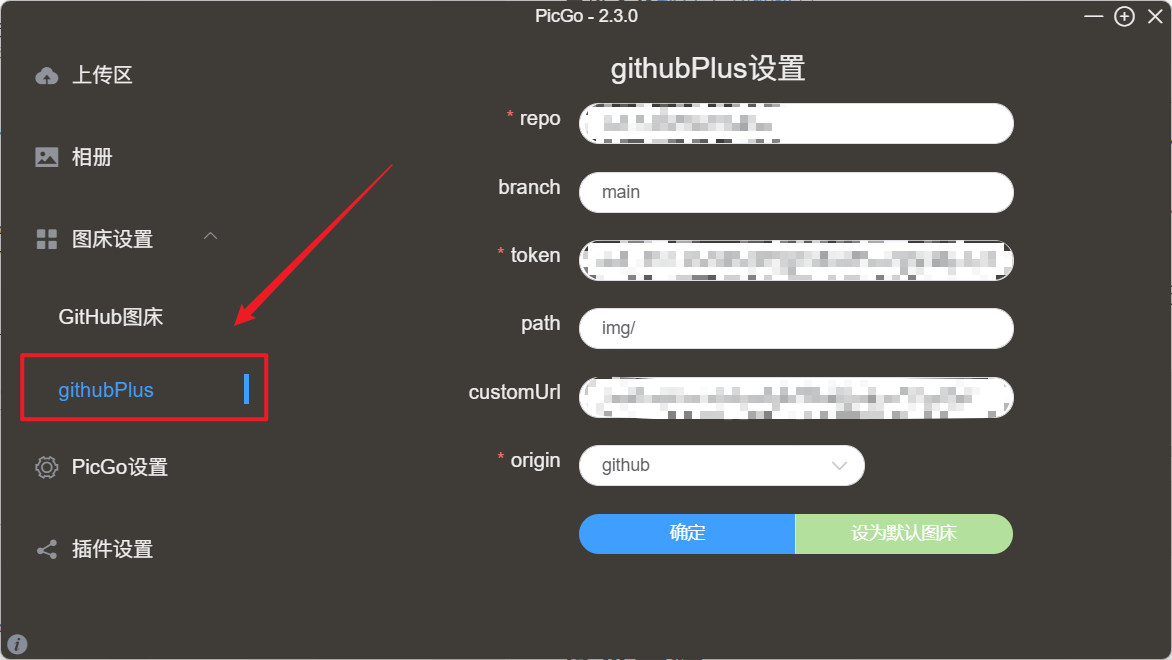 PicGo - 2.3.0
上传区
相册
图床设置
GitHub图床
githubPlus
PicGo设置
插件设置
githubPlus设置
* repo
branch
main
* token
path
img/
customUrl
* origin
github
确定
设为默认图床